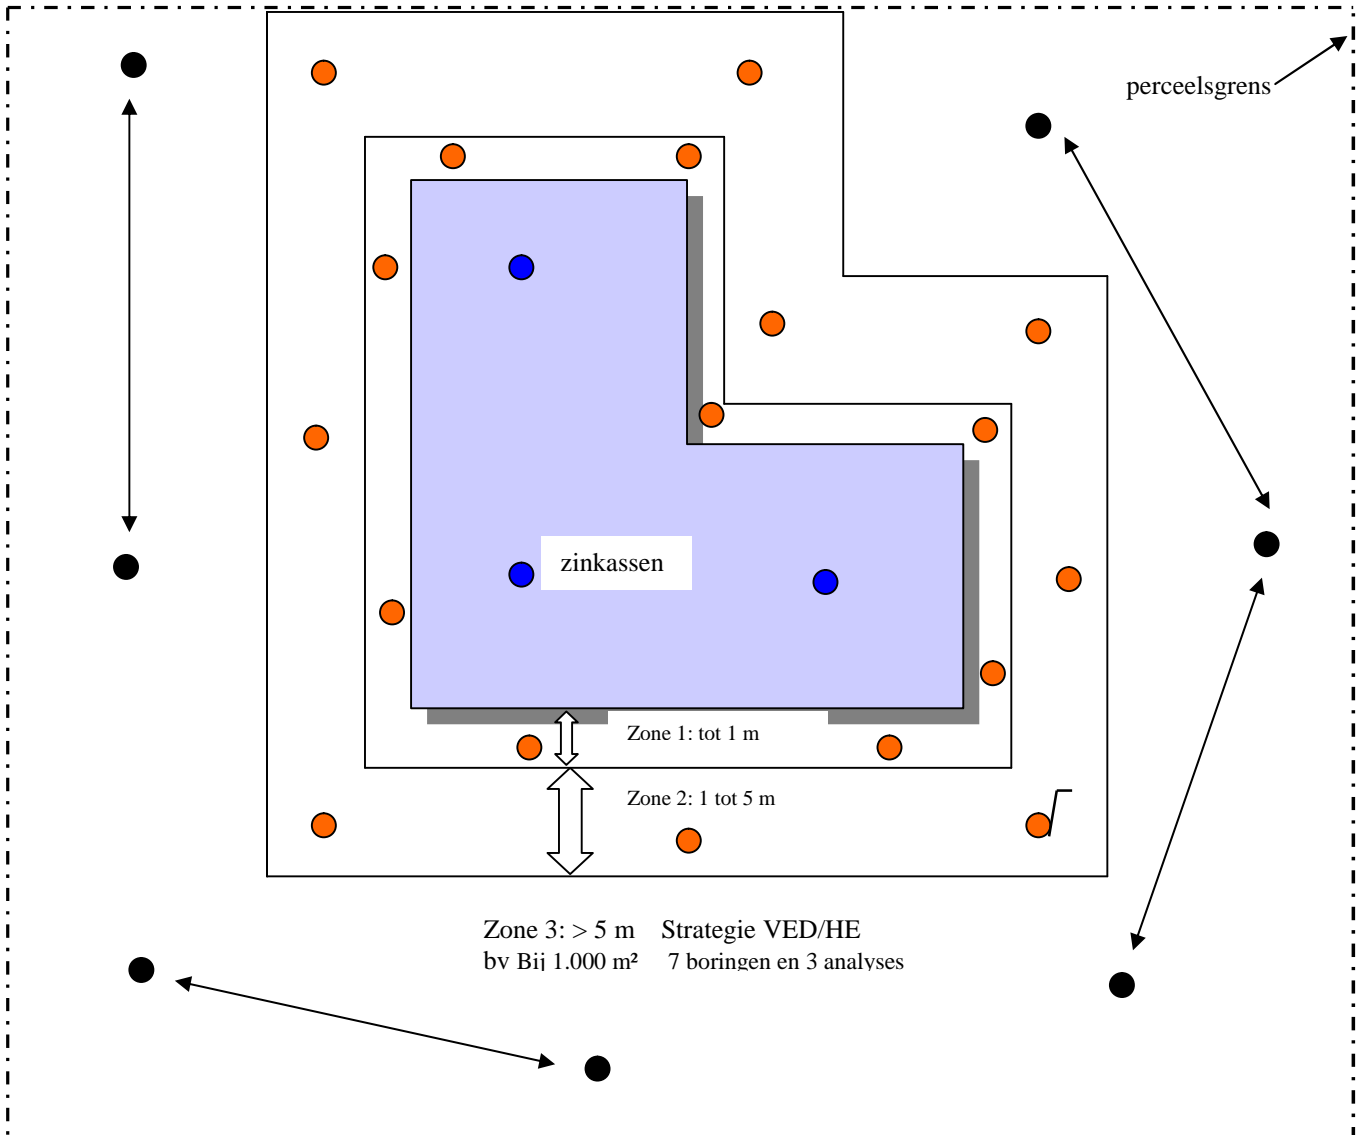 perceelsgrens
zinkassen
Zone 1: tot 1 m
Zone 2: 1 tot 5 m
Zone 3: > 5 m Strategie VED/HE
bv Bij 1.000 m² 7 boringen en 3 analyses